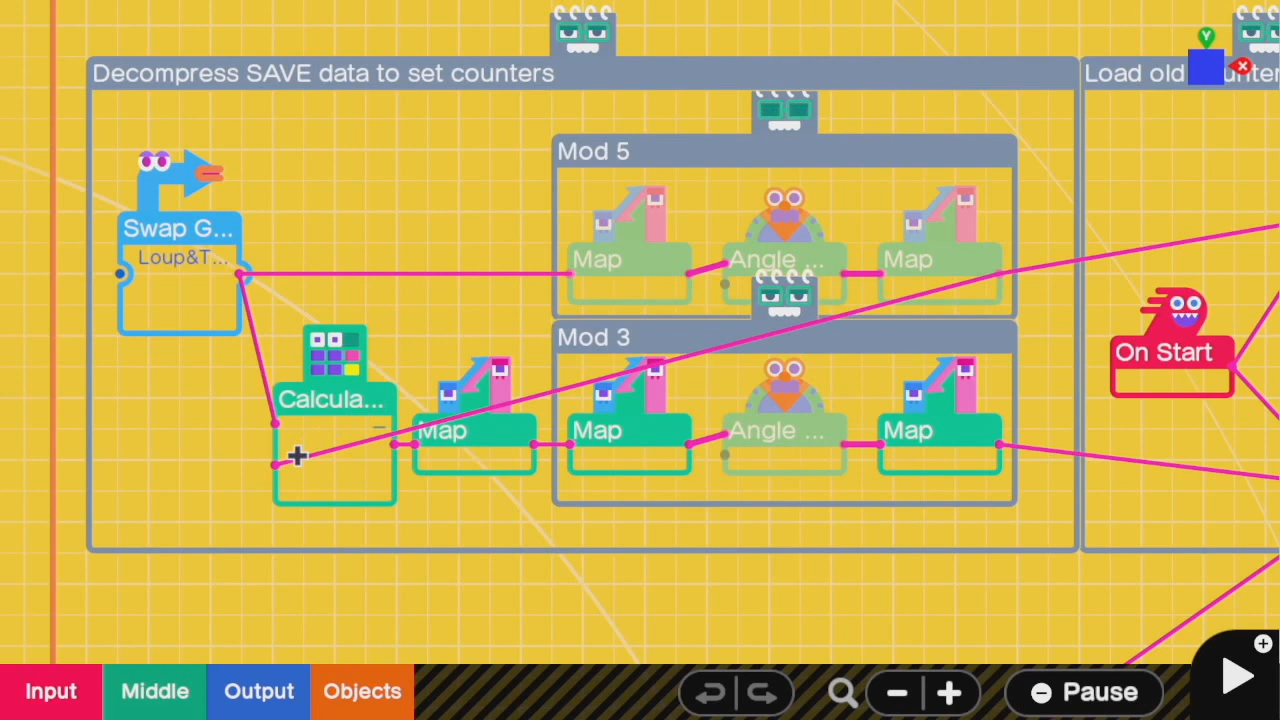 Decompress SAVE data to set counters
Load old
Y
Swap G...
Loup&T...
Mod 5
Map
Angle ...
Map
Calcula...
−
Map
Mod 3
Map
Angle ...
Map
On Start
Input
Middle
Output
Objects
Pause